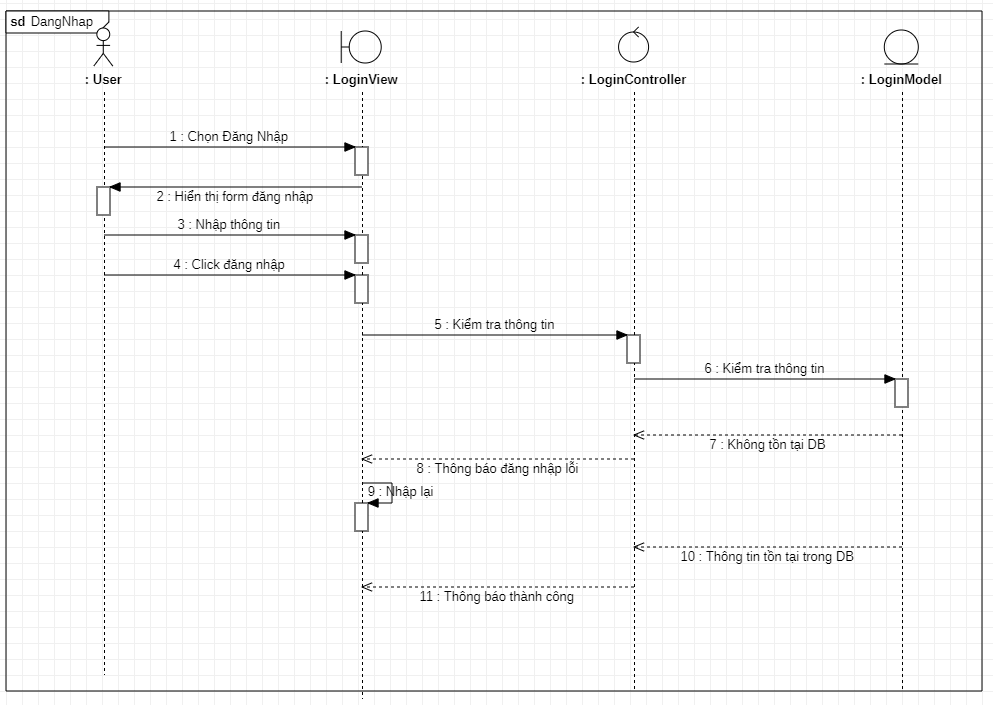 sd DangNhap
: User
: LoginView
: LoginController
: LoginModel
1 : Chọn Đăng Nhập
2 : Hiển thị form đăng nhập
3 : Nhập thông tin
4 : Click đăng nhập
5 : Kiểm tra thông tin
6 : Kiểm tra thông tin
7 : Không tồn tại DB
8 : Thông báo đăng nhập lỗi
9 : Nhập lại
10 : Thông tin tồn tại trong DB
11 : Thông báo thành công